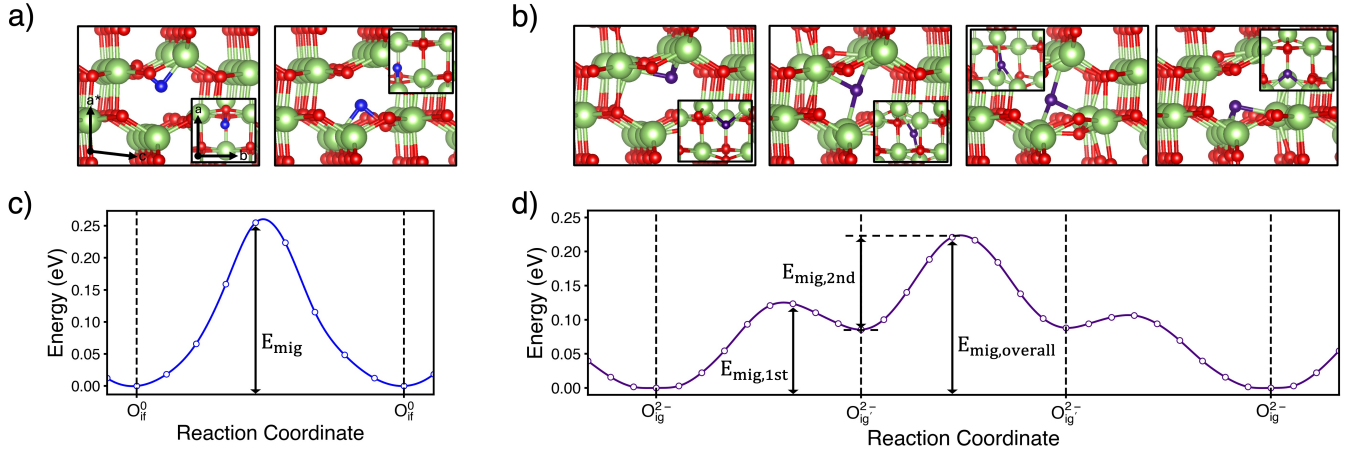 a)
b)
a*
c
a
b
c)
d)
Energy (eV)
0.25
0.20
0.15
0.10
0.05
0.00
E_mig
O_if^0
O_if^0
Reaction Coordinate
Energy (eV)
0.25
0.20
0.15
0.10
0.05
0.00
E_mig,1st
E_mig,2nd
E_mig,overall
O_ig^2−
O_ig′^2−
O_ig′^2−
O_ig^2−
Reaction Coordinate